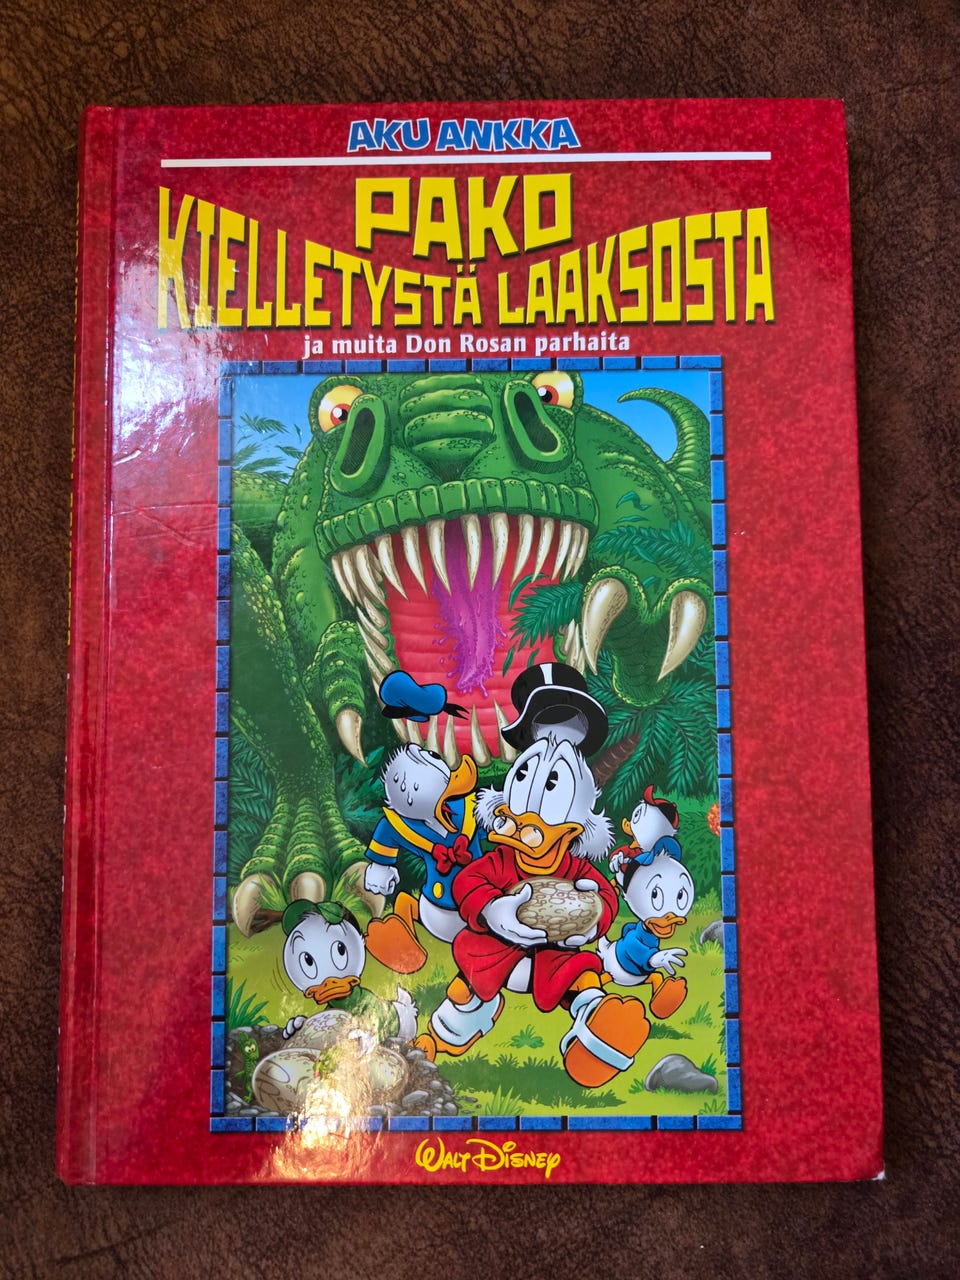 AKU ANKKA
PAKO
KIELLETYSTÄ LAAKSOSTA
ja muita Don Rosan parhaita
WALT DISNEY